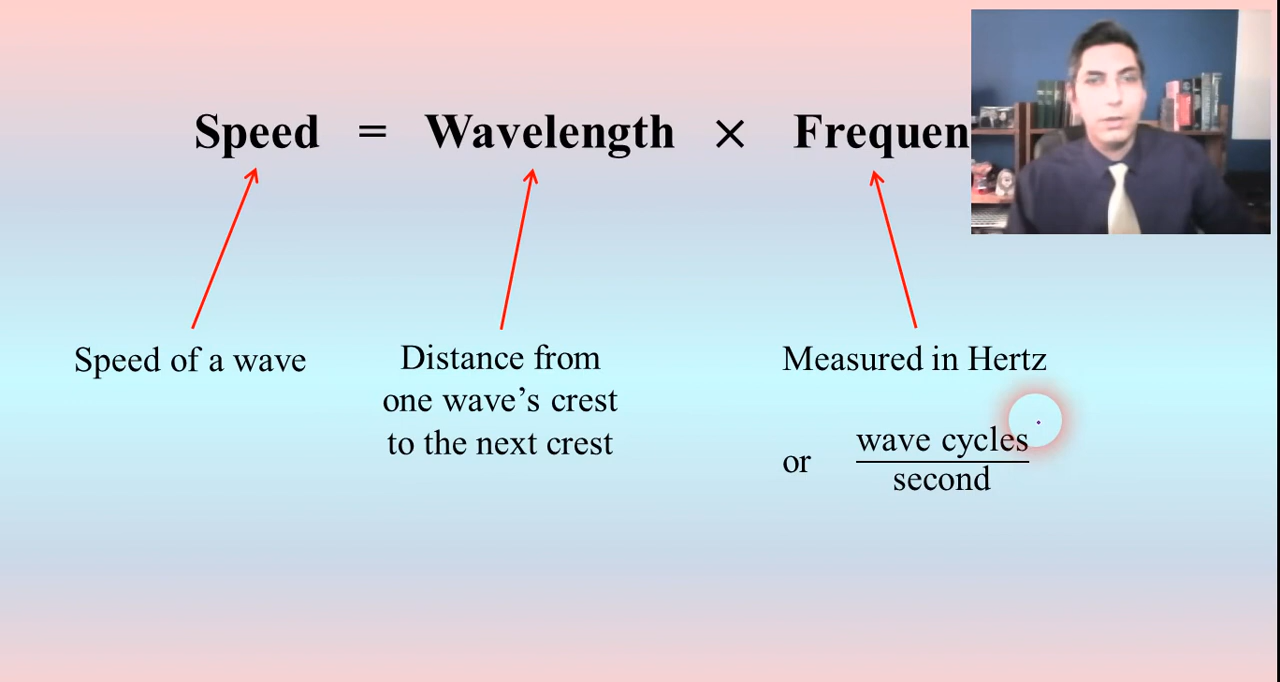 Speed = Wavelength × Frequen
Speed of a wave
Distance from
one wave's crest
to the next crest
Measured in Hertz
or wave cycles
second